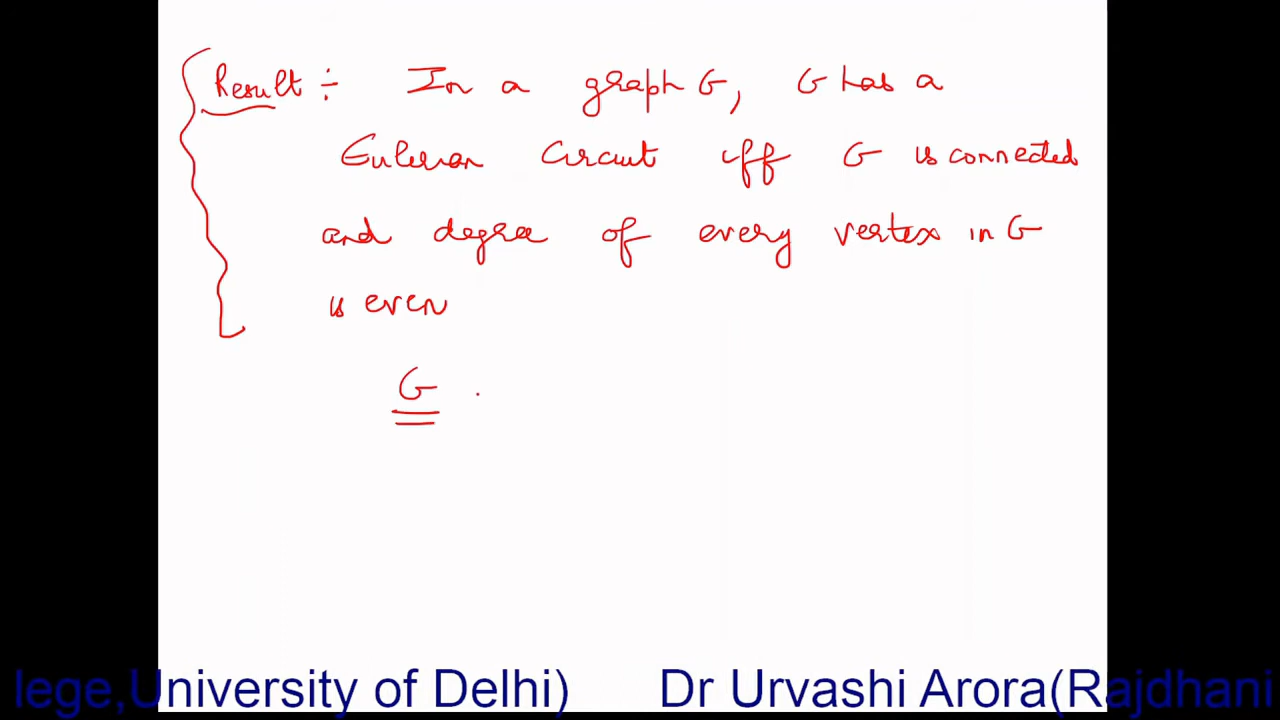 Result ÷ In a graph G, G has a
Eulerian Circuit iff G is connected
and degree of every vertex in G
is even
G .
lege,University of Delhi) Dr Urvashi Arora(Rajdhani